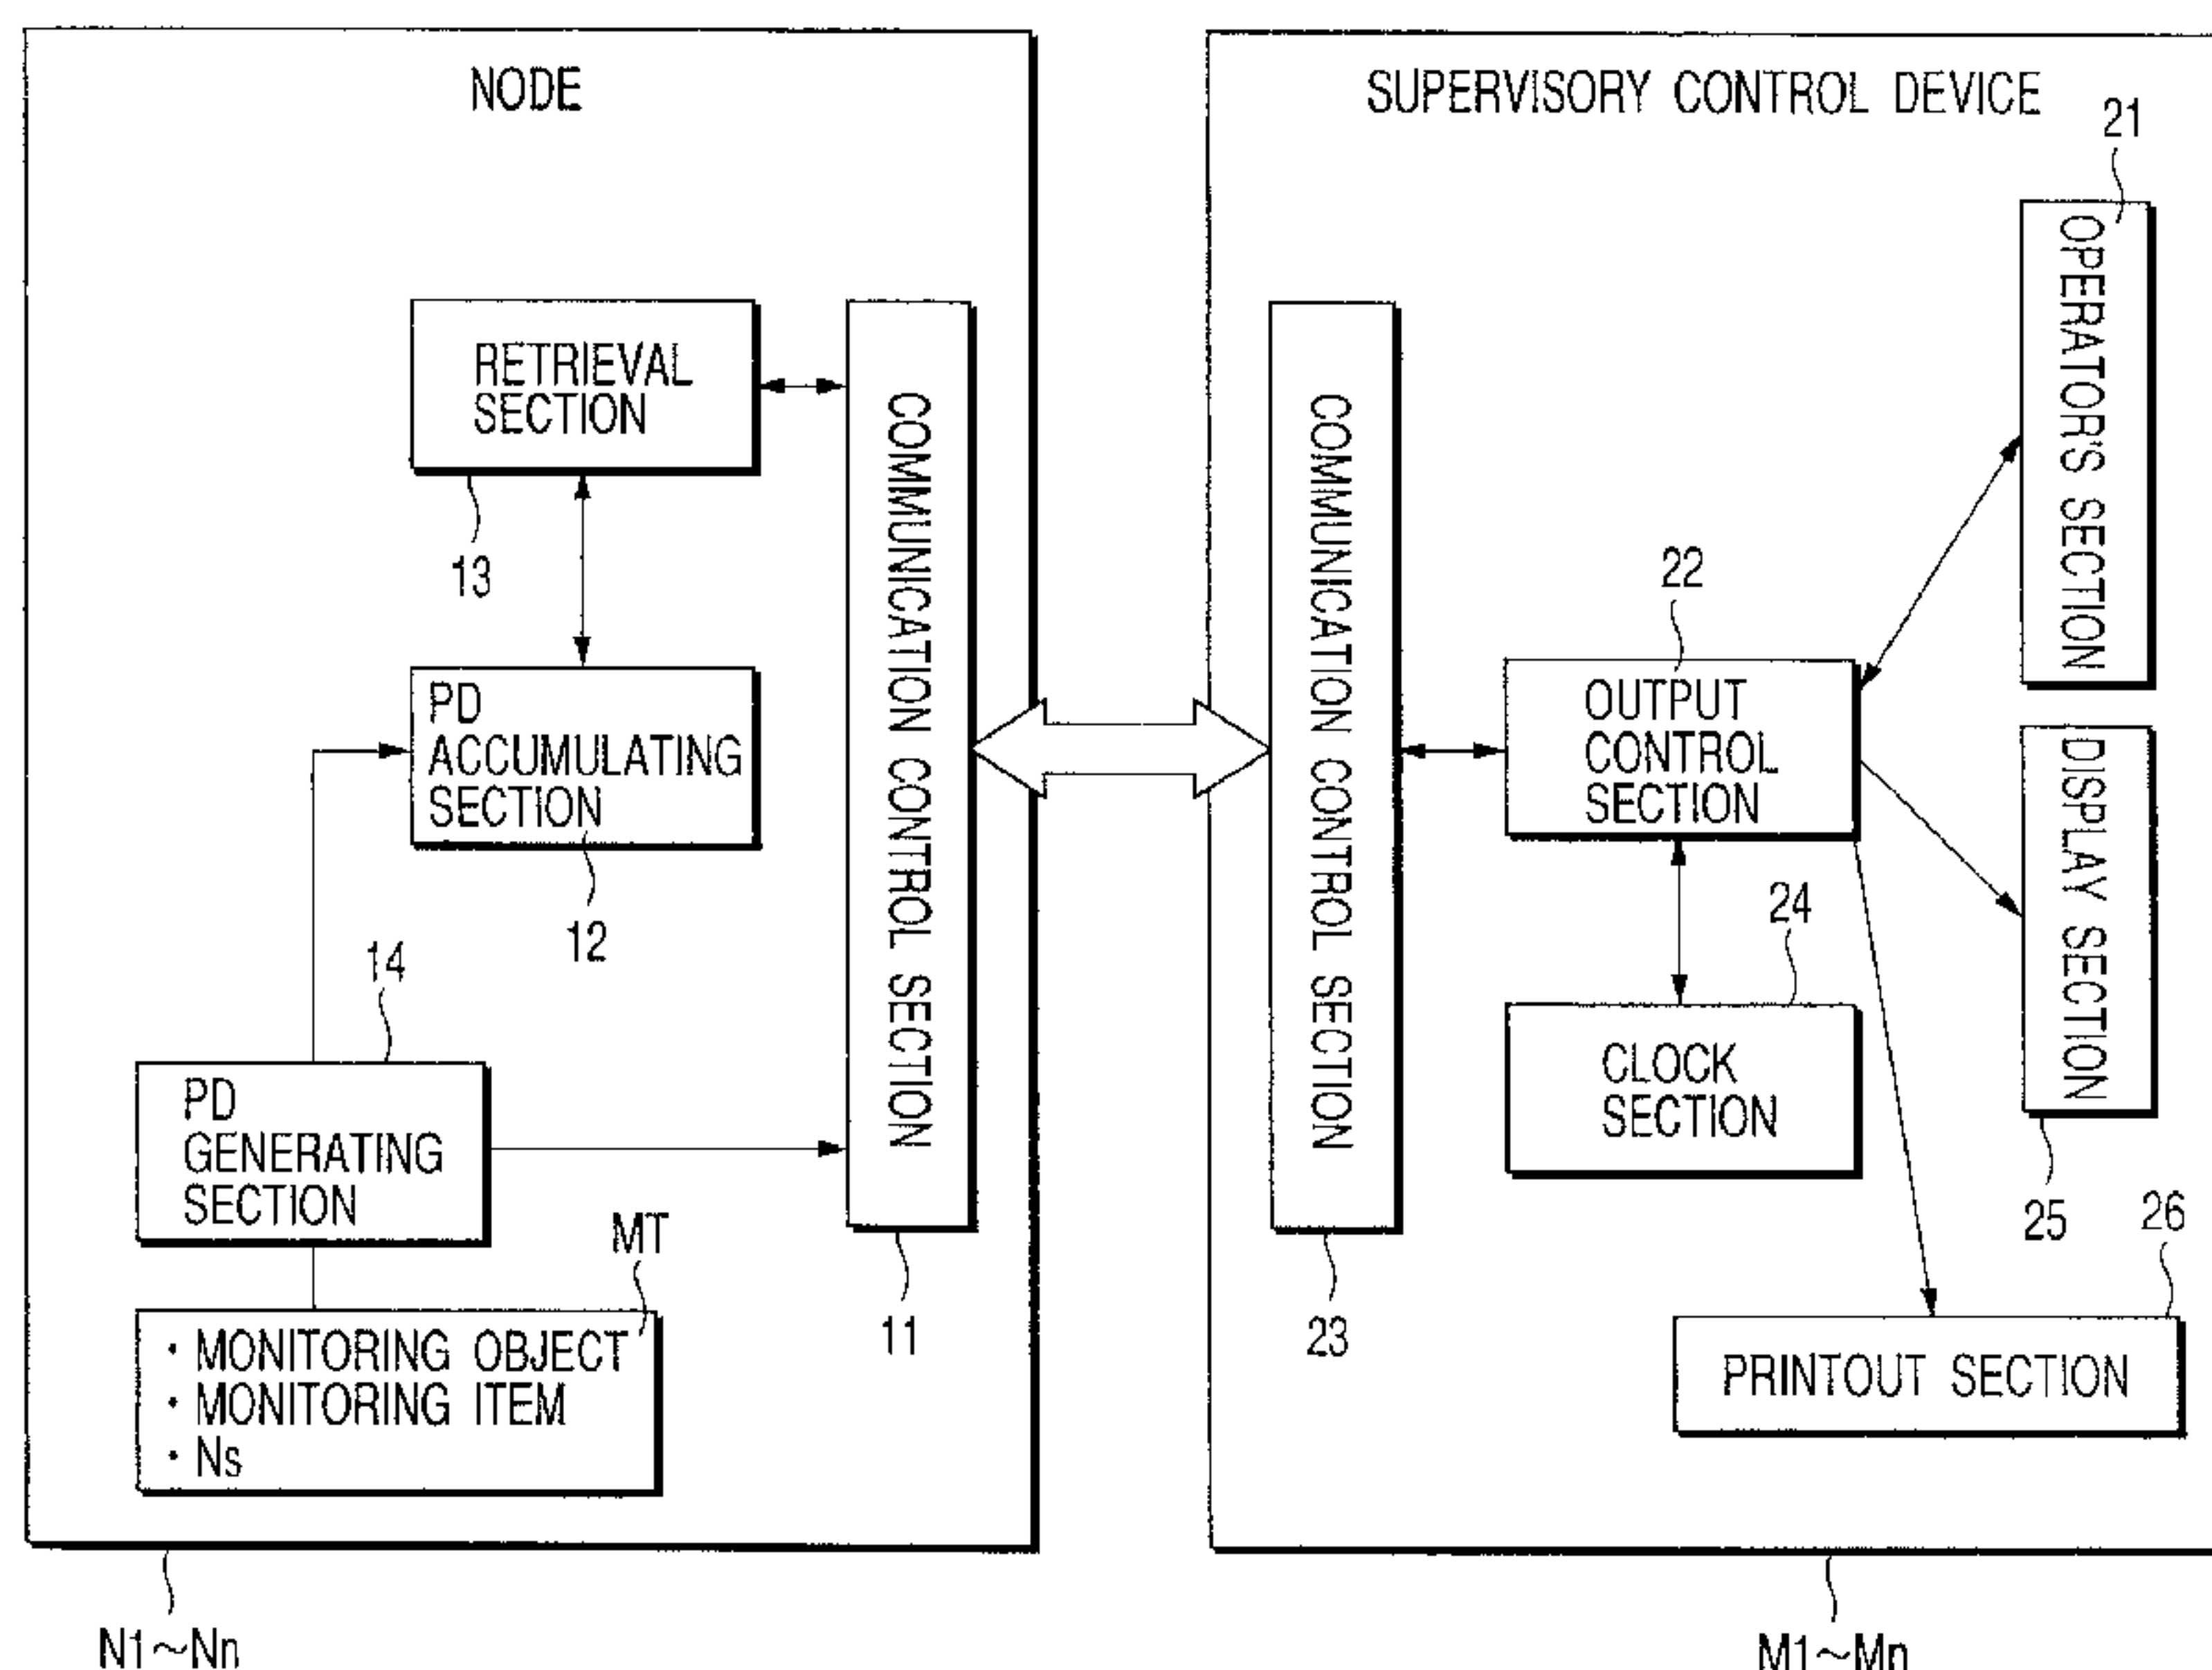 NODE
RETRIEVAL
SECTION
13
PD
ACCUMULATING
SECTION
12
14
PD
GENERATING
SECTION
MT
· MONITORING OBJECT
· MONITORING ITEM
· Ns
COMMUNICATION CONTROL SECTION
11
N1~Nn
SUPERVISORY CONTROL DEVICE
21
OPERATOR'S SECTION
COMMUNICATION CONTROL SECTION
23
22
OUTPUT
CONTROL
SECTION
24
CLOCK
SECTION
DISPLAY SECTION
25
26
PRINTOUT SECTION
M1~Mn